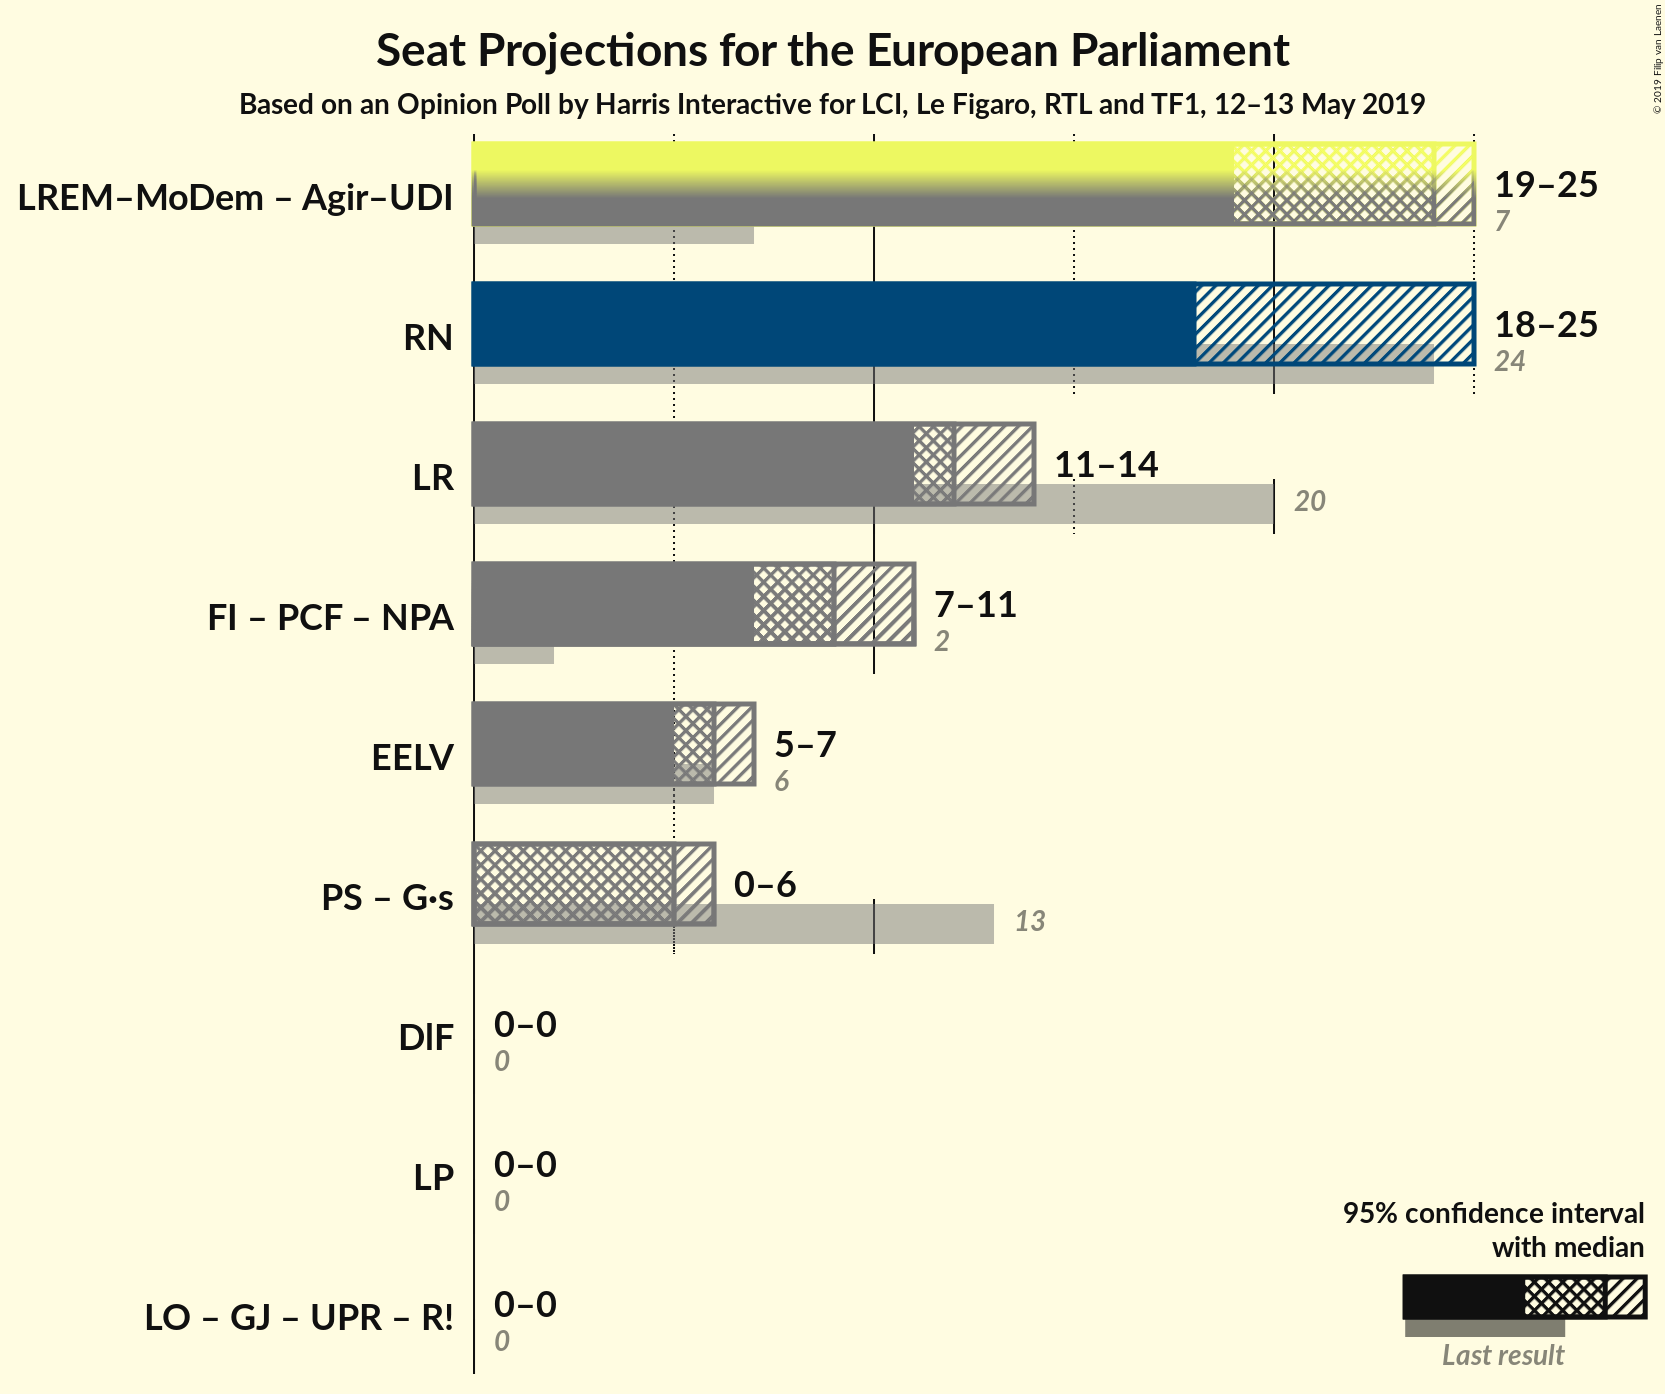 Seat Projections for the European Parliament
Based on an Opinion Poll by Harris Interactive for LCI, Le Figaro, RTL and TF1, 12–13 May 2019
© 2019 Filip van Laenen
LREM–MoDem – Agir–UDI
19–25
7
RN
18–25
24
LR
11–14
20
FI – PCF – NPA
7–11
2
EELV
5–7
6
PS – G·s
0–6
13
DlF
0–0
0
LP
0–0
0
LO – GJ – UPR – R!
0–0
0
95% confidence interval
with median
Last result